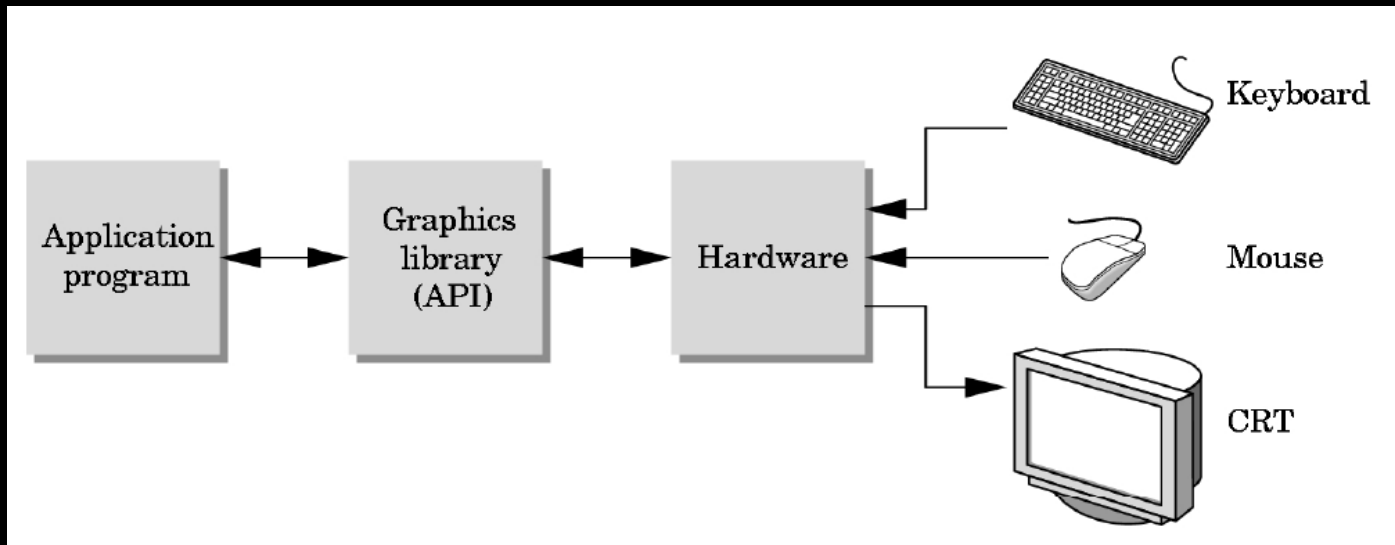 Application
program
Graphics
library
(API)
Hardware
Keyboard
Mouse
CRT